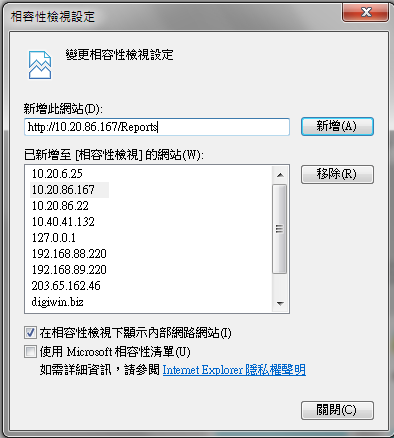 相容性檢視設定
變更相容性檢視設定
新增此網站(D):
http://10.20.86.167/Reports
新增(A)
已新增至 [相容性檢視] 的網站(W):
10.20.6.25
移除(R)
10.20.86.167
10.20.86.22
10.40.41.132
127.0.0.1
192.168.88.220
192.168.89.220
203.65.162.46
digiwin.biz
在相容性檢視下顯示內部網路網站(I)
使用 Microsoft 相容性清單(U)
如需詳細資訊，請參閱 Internet Explorer 隱私權聲明
關閉(C)